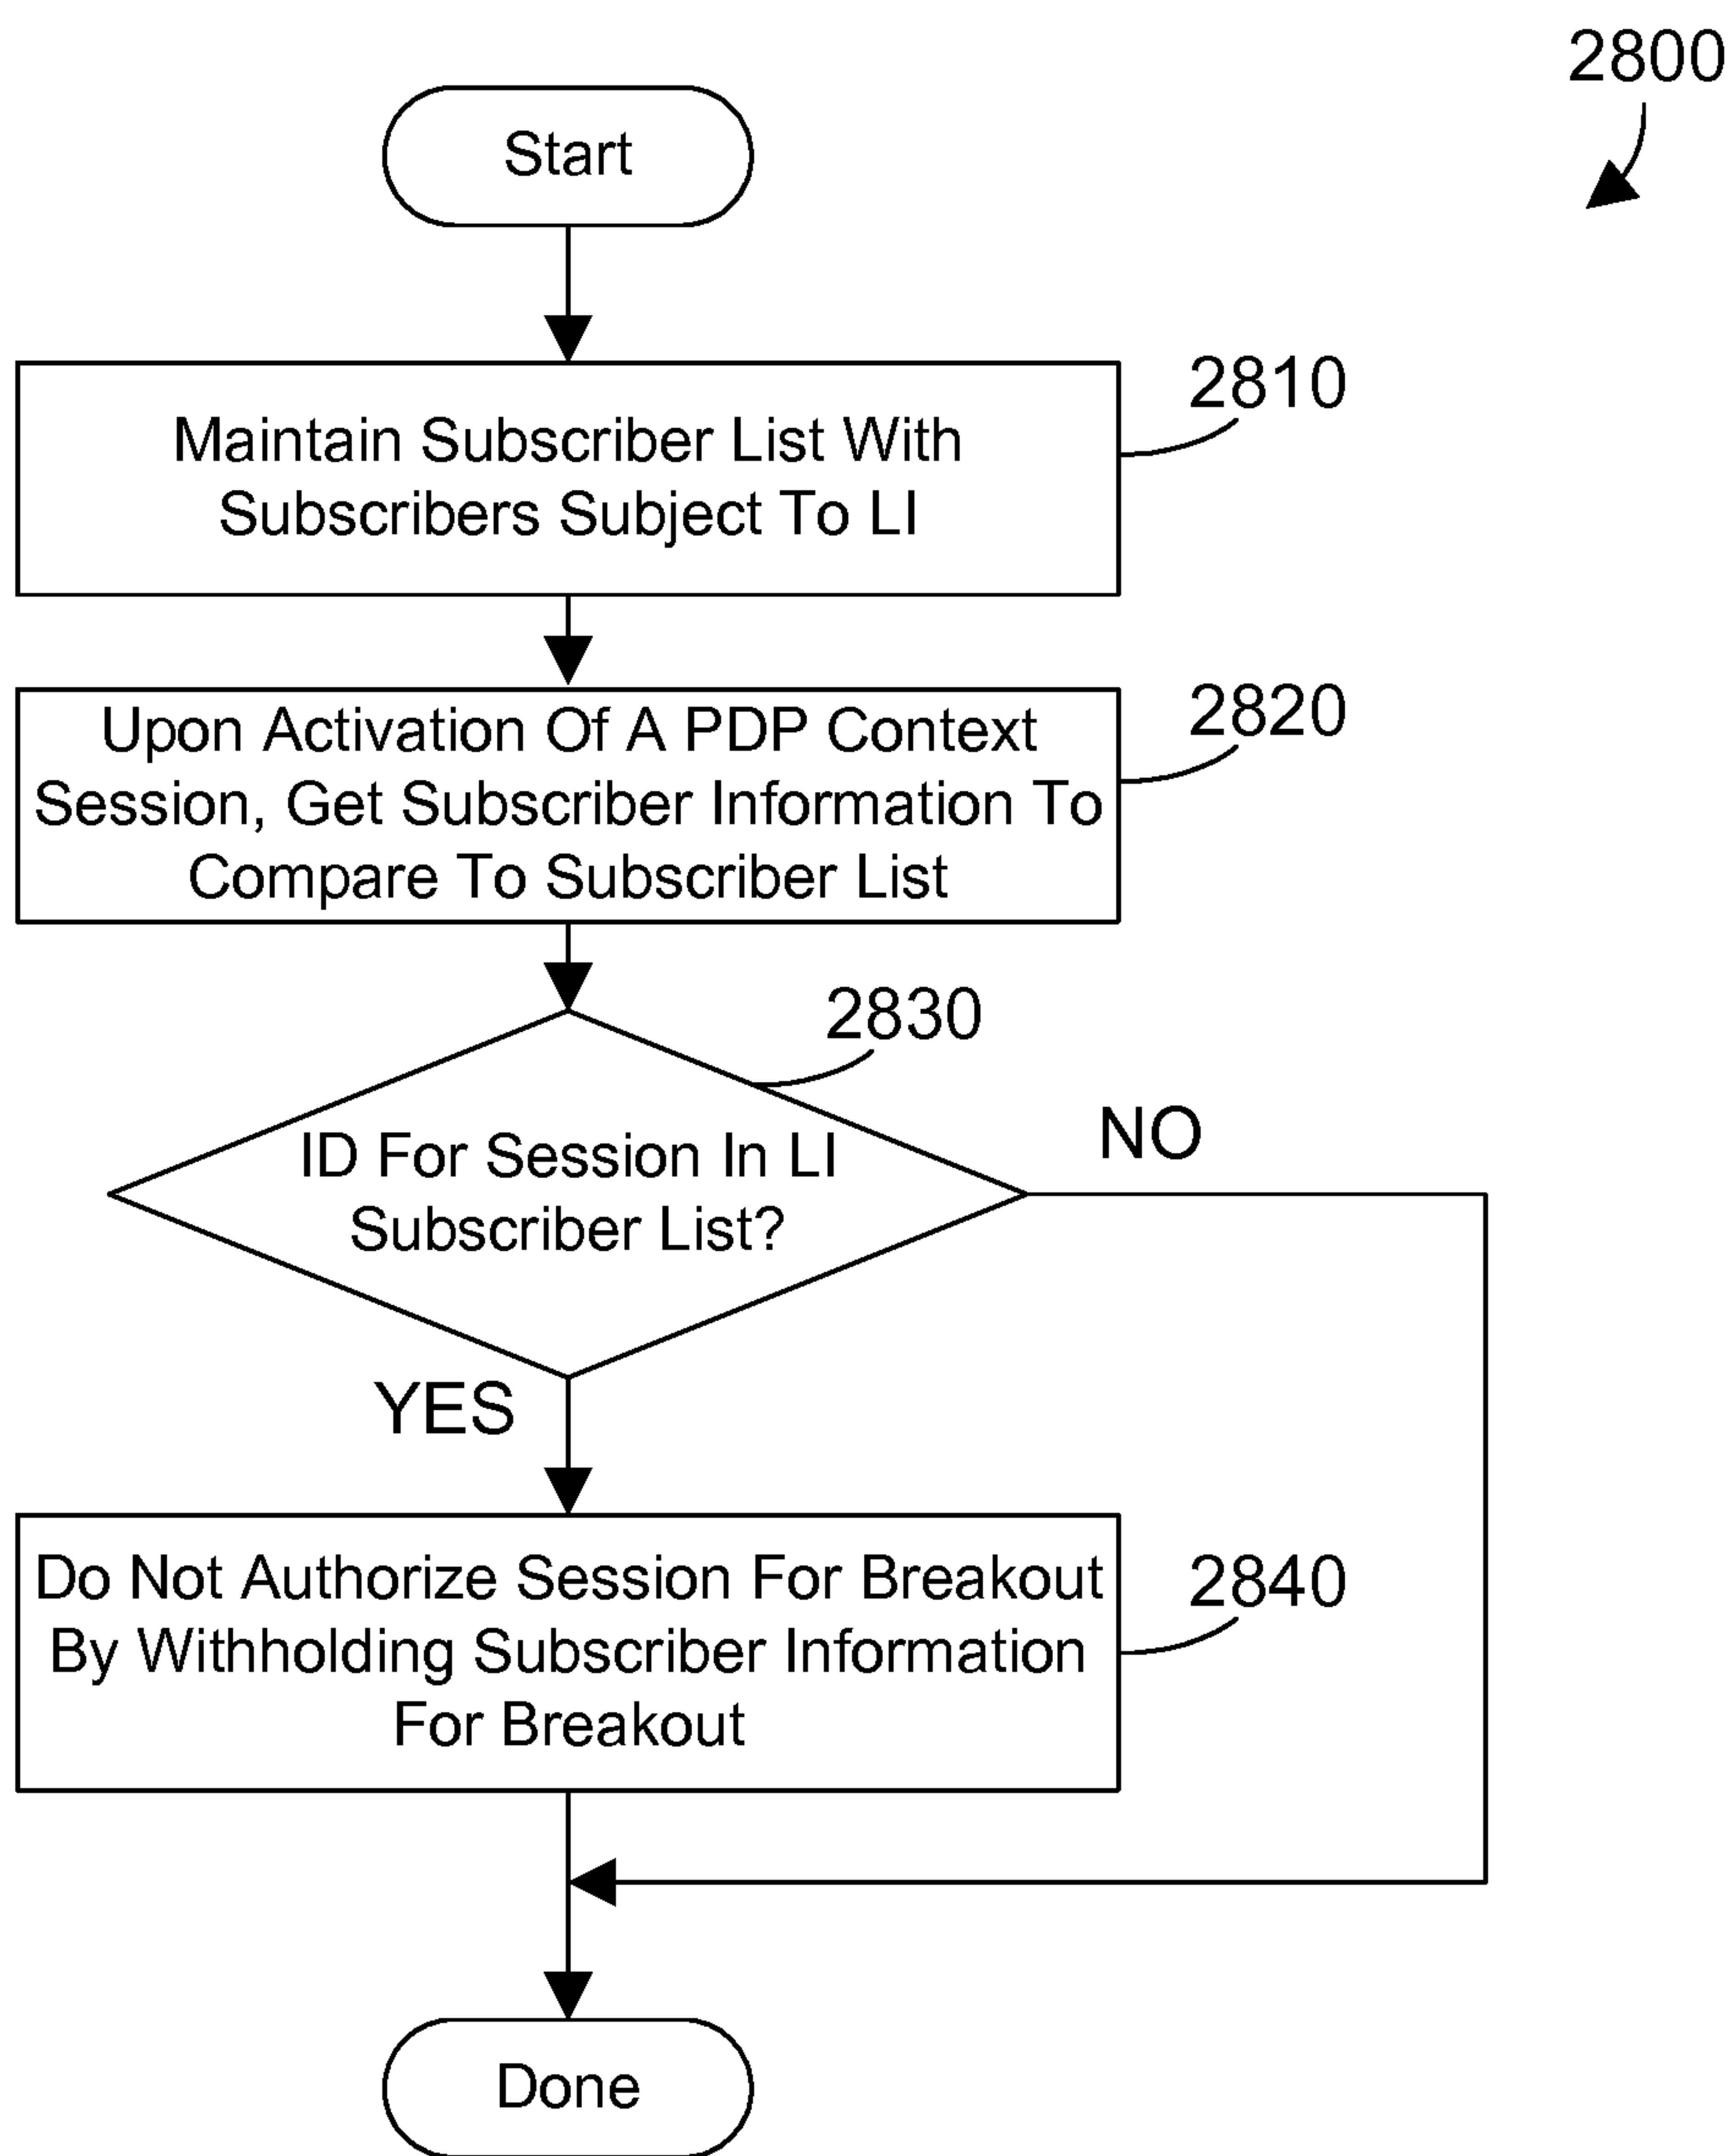 2800
Start
Maintain Subscriber List With
Subscribers Subject To LI
2810
Upon Activation Of A PDP Context
Session, Get Subscriber Information To
Compare To Subscriber List
2820
2830
ID For Session In LI
Subscriber List?
NO
YES
Do Not Authorize Session For Breakout
By Withholding Subscriber Information
For Breakout
2840
Done